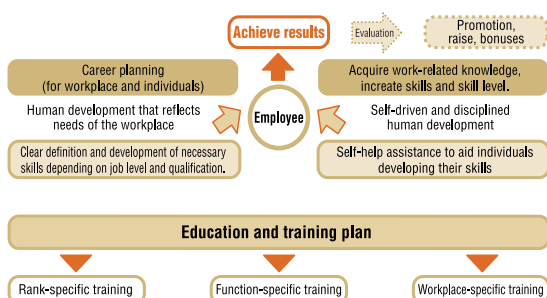 Achieve results
Evaluation
Promotion,
raise, bonuses
Career planning
(for workplace and individuals)
Human development that reflects
needs of the workplace
Clear definition and development of necessary
skills depending on job level and qualification.
Employee
Acquire work-related knowledge,
increate skills and skill level.
Self-driven and disciplined
human development
Self-help assistance to aid individuals
developing their skills
Education and training plan
Rank-specific training
Function-specific training
Workplace-specific training